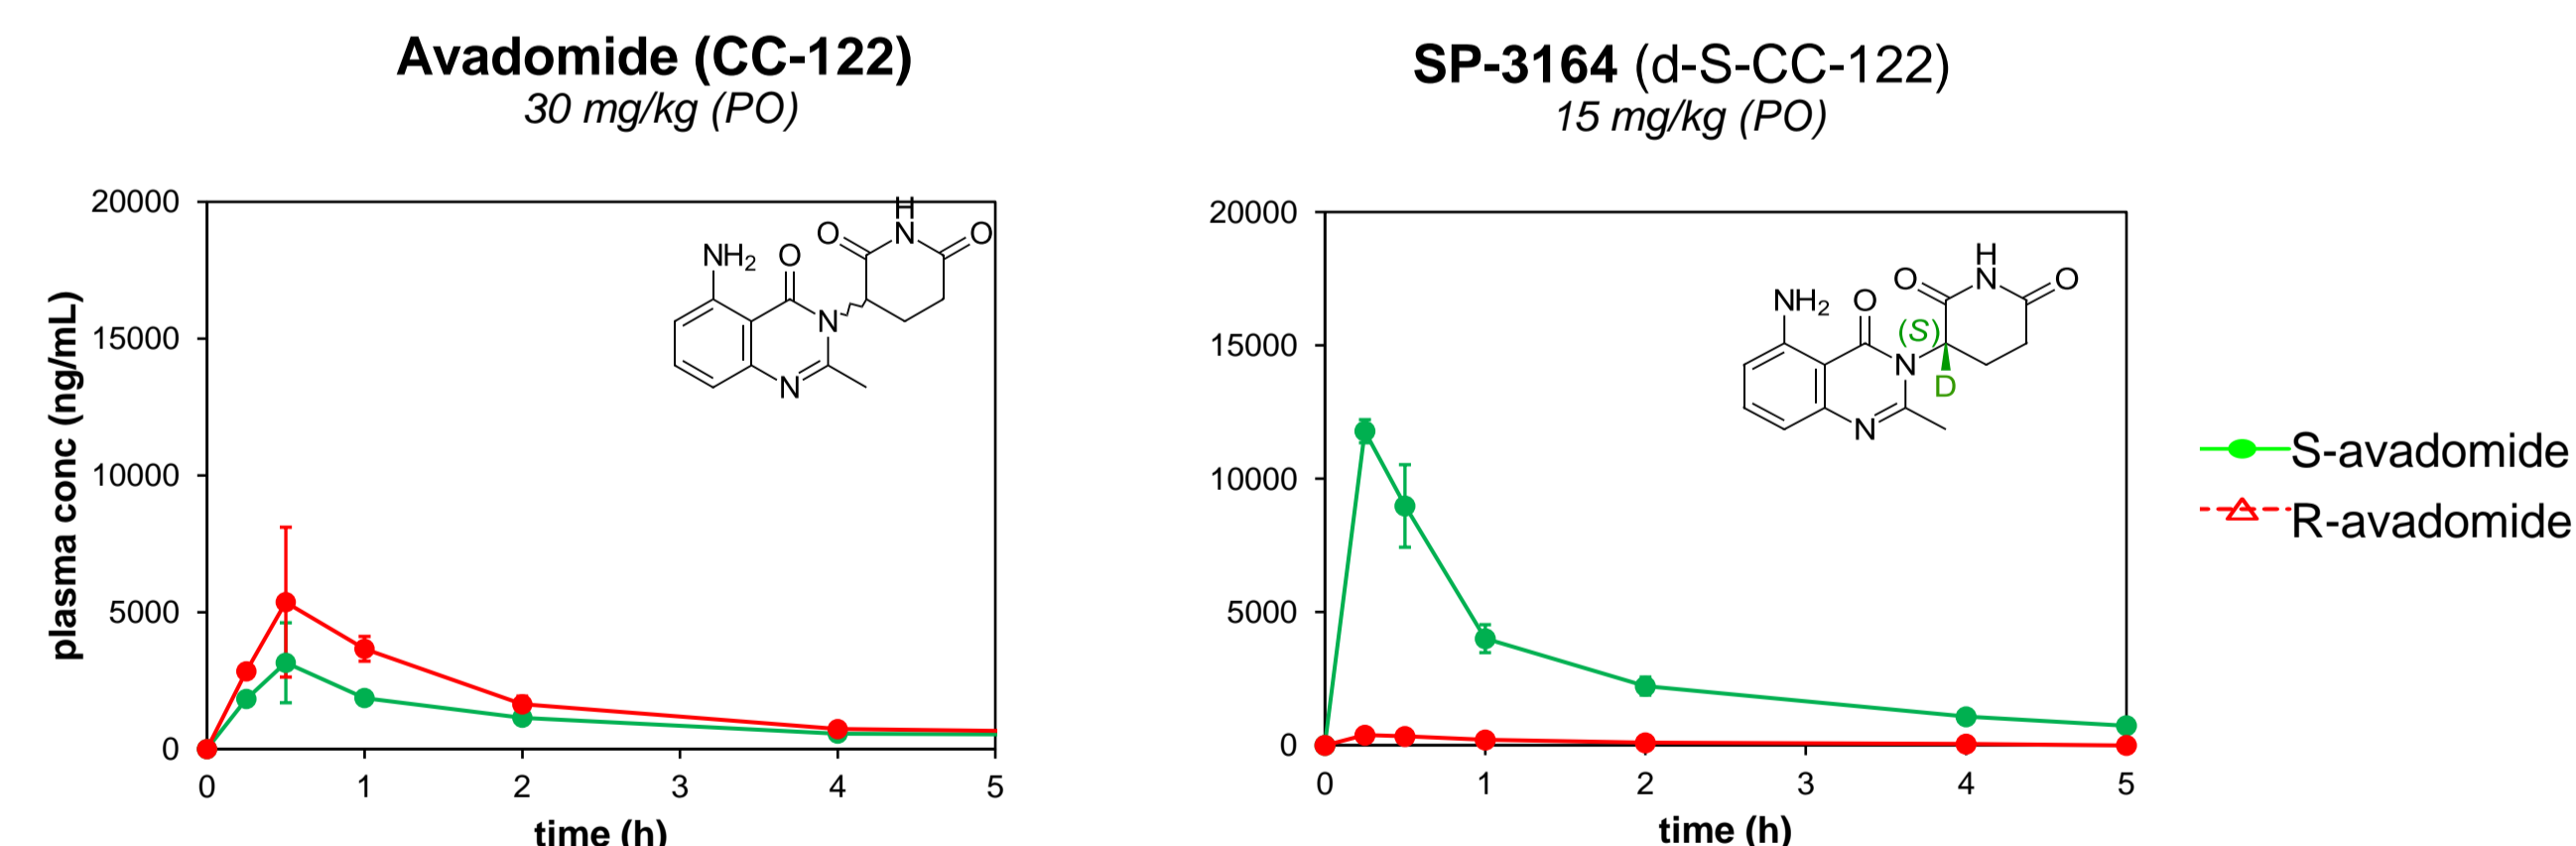 Avadomide (CC-122)
30 mg/kg (PO)
plasma conc (ng/mL)
20000
15000
10000
5000
0
0 1 2 3 4 5
time (h)
NH2 O O H N O
N
N
SP-3164 (d-S-CC-122)
15 mg/kg (PO)
20000
15000
10000
5000
0
0 1 2 3 4 5
time (h)
NH2 O O H N O
(S)
N
D
N
S-avadomide
R-avadomide